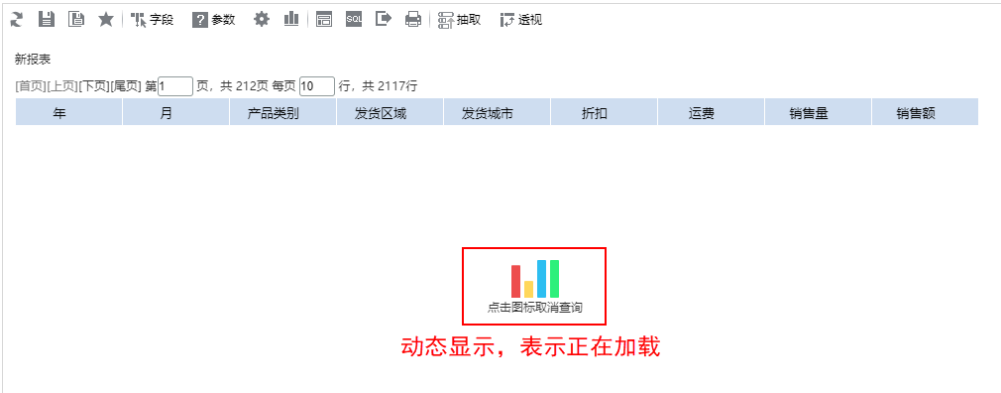 字段 ? 参数 SQL 抽取 透视
新报表
[首页][上页][下页][尾页] 第1 页，共 212页 每页 10 行，共 2117行
年 月 产品类别 发货区域 发货城市 折扣 运费 销售量 销售额
点击图标取消查询
动态显示，表示正在加载